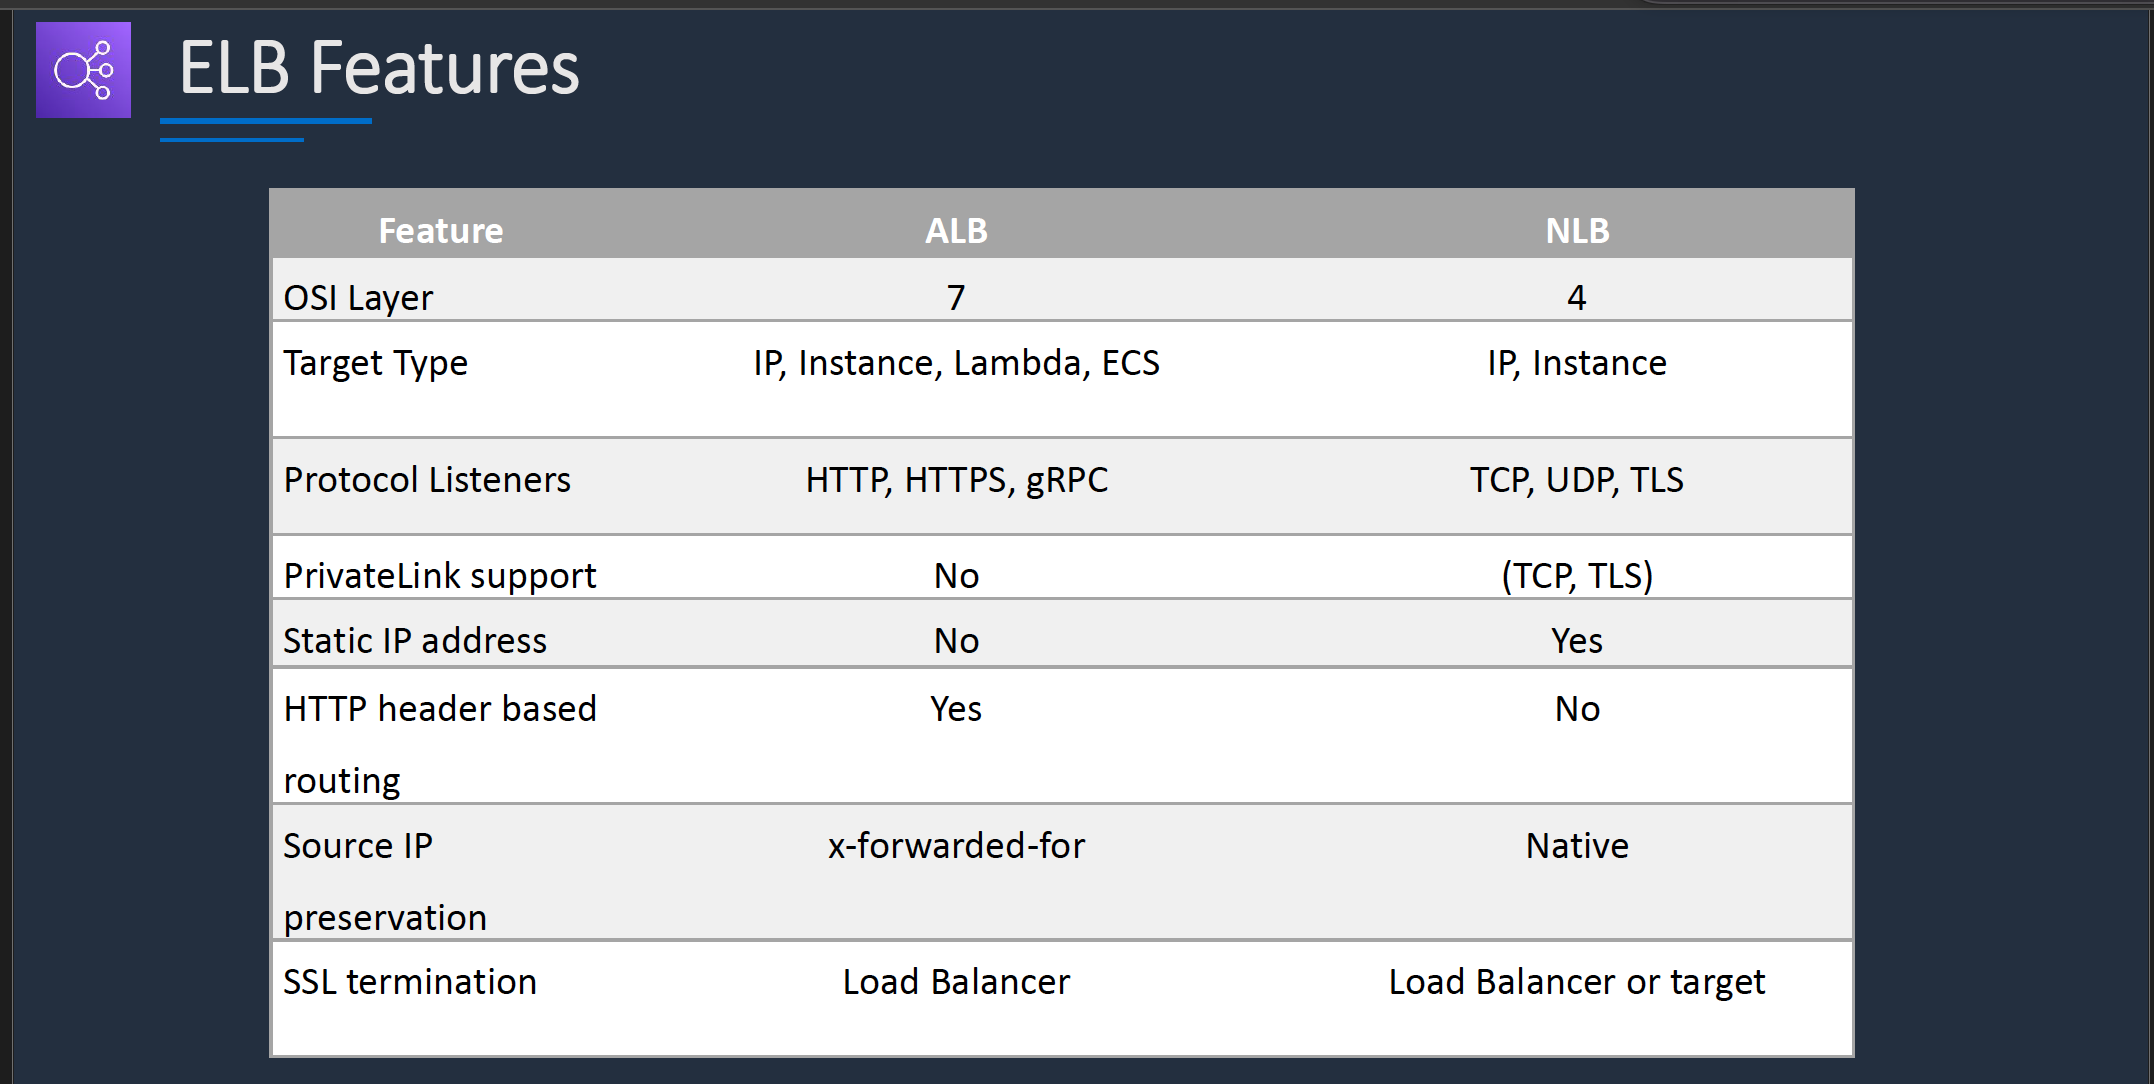 ELB Features
Feature ALB NLB
OSI Layer 7 4
Target Type IP, Instance, Lambda, ECS IP, Instance
Protocol Listeners HTTP, HTTPS, gRPC TCP, UDP, TLS
PrivateLink support No (TCP, TLS)
Static IP address No Yes
HTTP header based Yes No
routing
Source IP x-forwarded-for Native
preservation
SSL termination Load Balancer Load Balancer or target